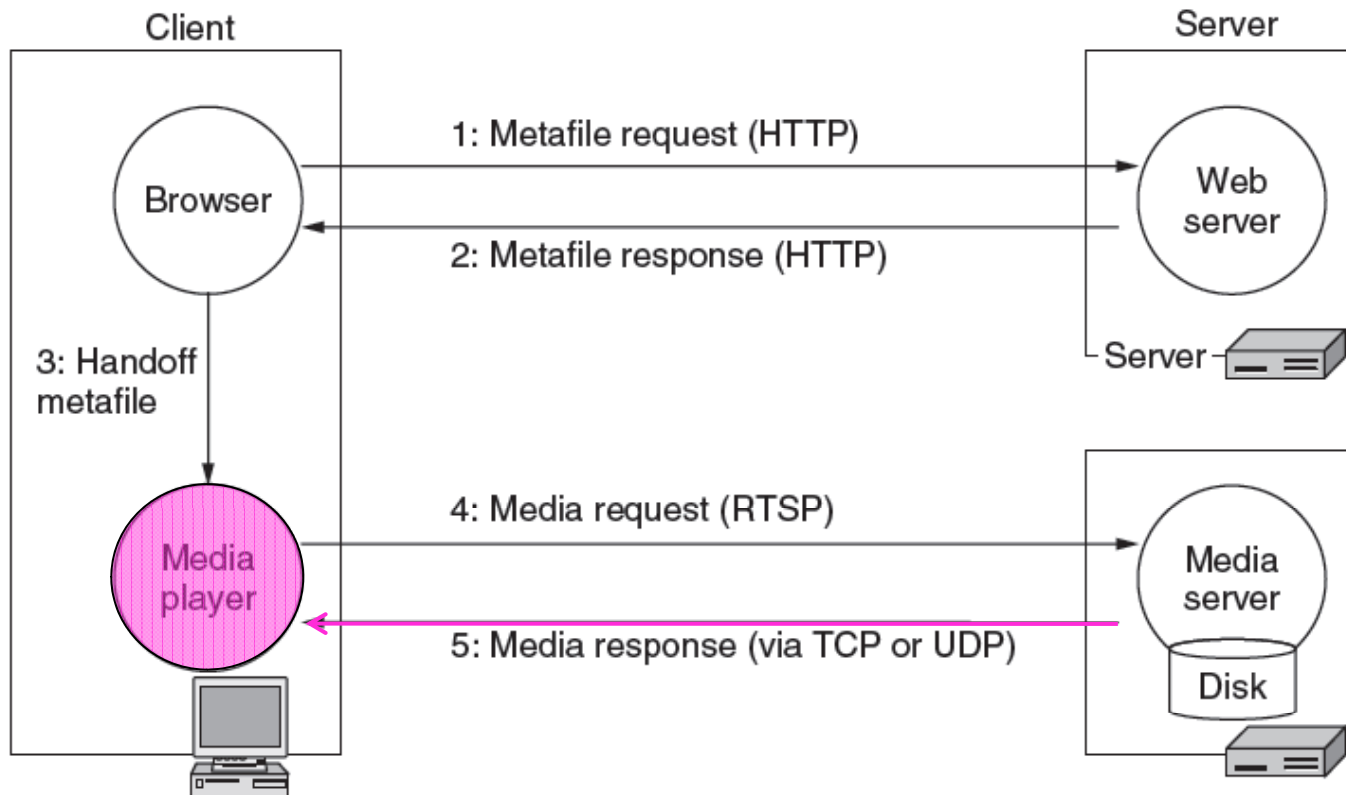 Client
Server
1: Metafile request (HTTP)
Browser
Web
server
2: Metafile response (HTTP)
3: Handoff
metafile
Server
4: Media request (RTSP)
Media
player
Media
server
5: Media response (via TCP or UDP)
Disk